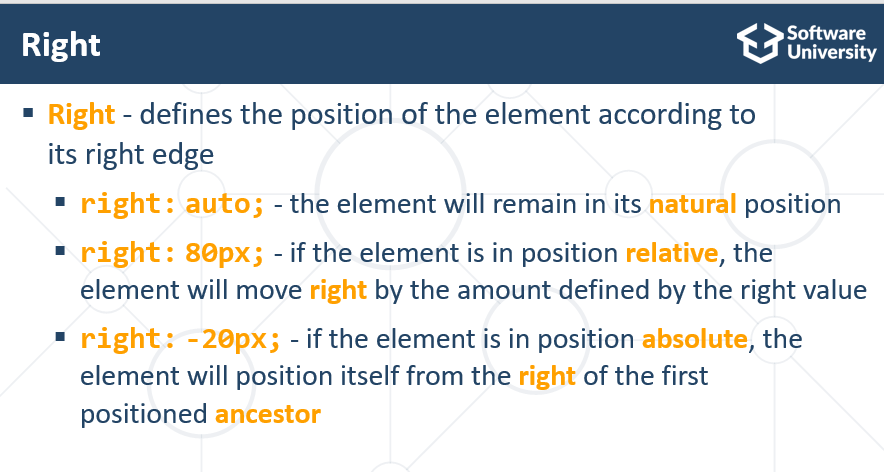 Right
Software
University
▪ Right - defines the position of the element according to
its right edge
▪ right: auto; - the element will remain in its natural position
▪ right: 80px; - if the element is in position relative, the
element will move right by the amount defined by the right value
▪ right: -20px; - if the element is in position absolute, the
element will position itself from the right of the first
positioned ancestor